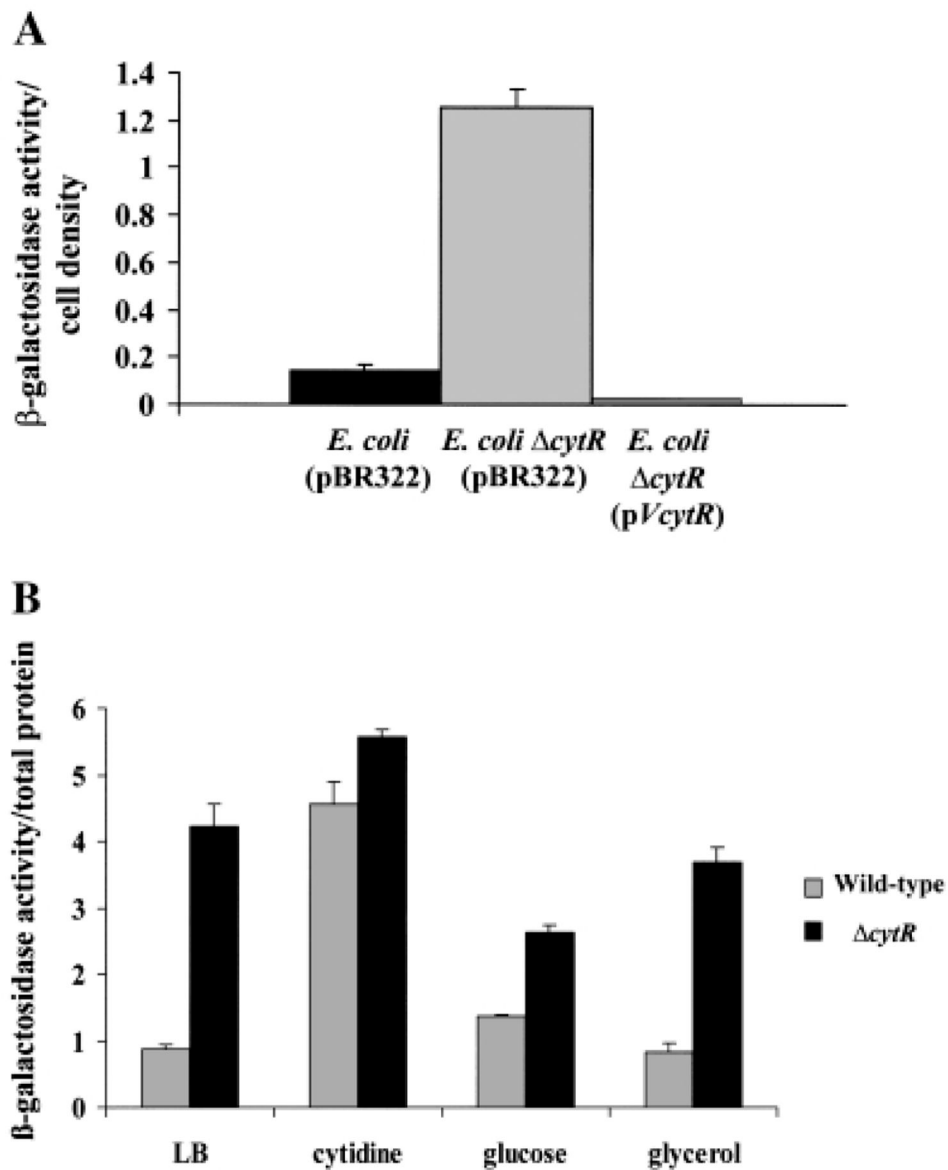 A
β-galactosidase activity/
cell density
1.4
1.2
1
0.8
0.6
0.4
0.2
0
E. coli E. coli ΔcytR E. coli
(pBR322) (pBR322) ΔcytR
(pVcytR)
B
ß-galactosidase activity/total protein
6
5
4
3
2
1
0
LB cytidine glucose glycerol
Wild-type
ΔcytR